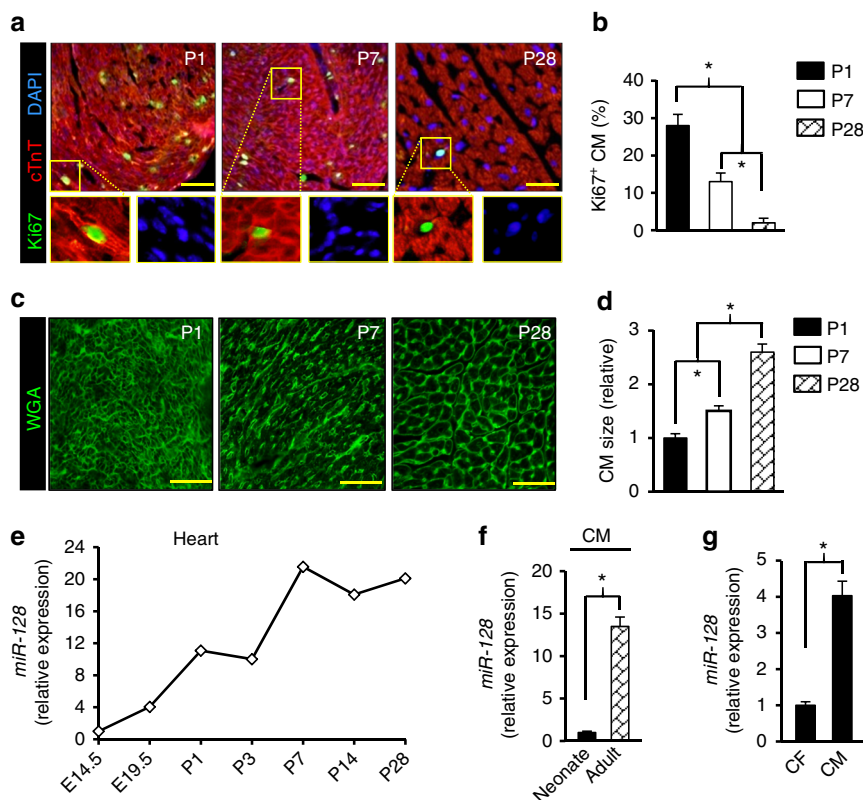 a
Ki67 cTnT DAPI
P1
P7
P28
b
Ki67+ CM (%)
40
30
20
10
0
*
*
P1
P7
P28
c
WGA
P1
P7
P28
d
CM size (relative)
3
2
1
0
*
*
P1
P7
P28
e
Heart
miR-128
(relative expression)
24
20
16
12
8
4
0
E14.5
E19.5
P1
P3
P7
P14
P28
f
CM
miR-128
(relative expression)
20
15
10
5
0
*
Neonate
Adult
g
miR-128
(relative expression)
5
4
3
2
1
0
*
CF
CM